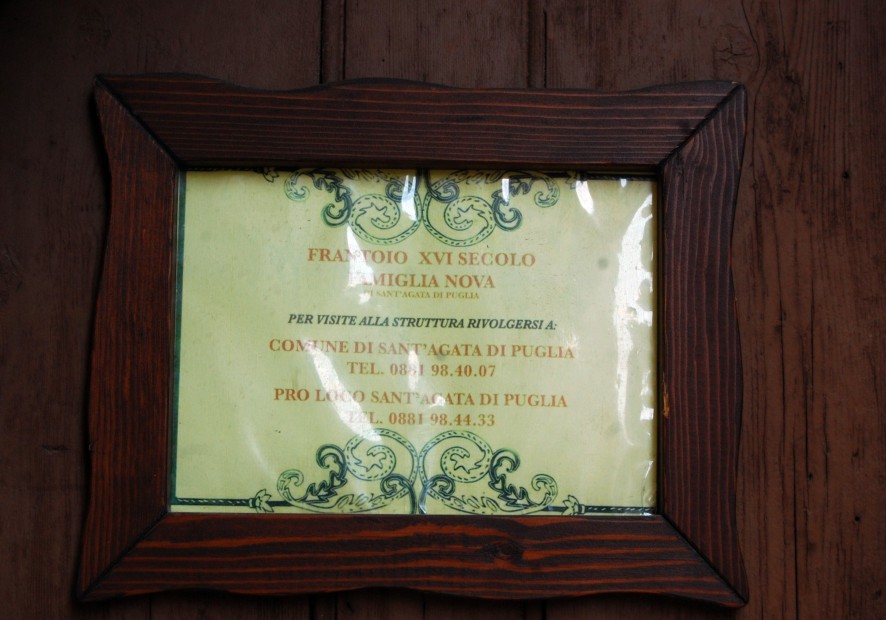 FRANTOIO XVI SECOLO
FAMIGLIA NOVA
DI SANT'AGATA DI PUGLIA
PER VISITE ALLA STRUTTURA RIVOLGERSI A:
COMUNE DI SANT'AGATA DI PUGLIA
TEL. 0881 98.40.07
PRO LOCO SANT'AGATA DI PUGLIA
TEL. 0881 98.44.33